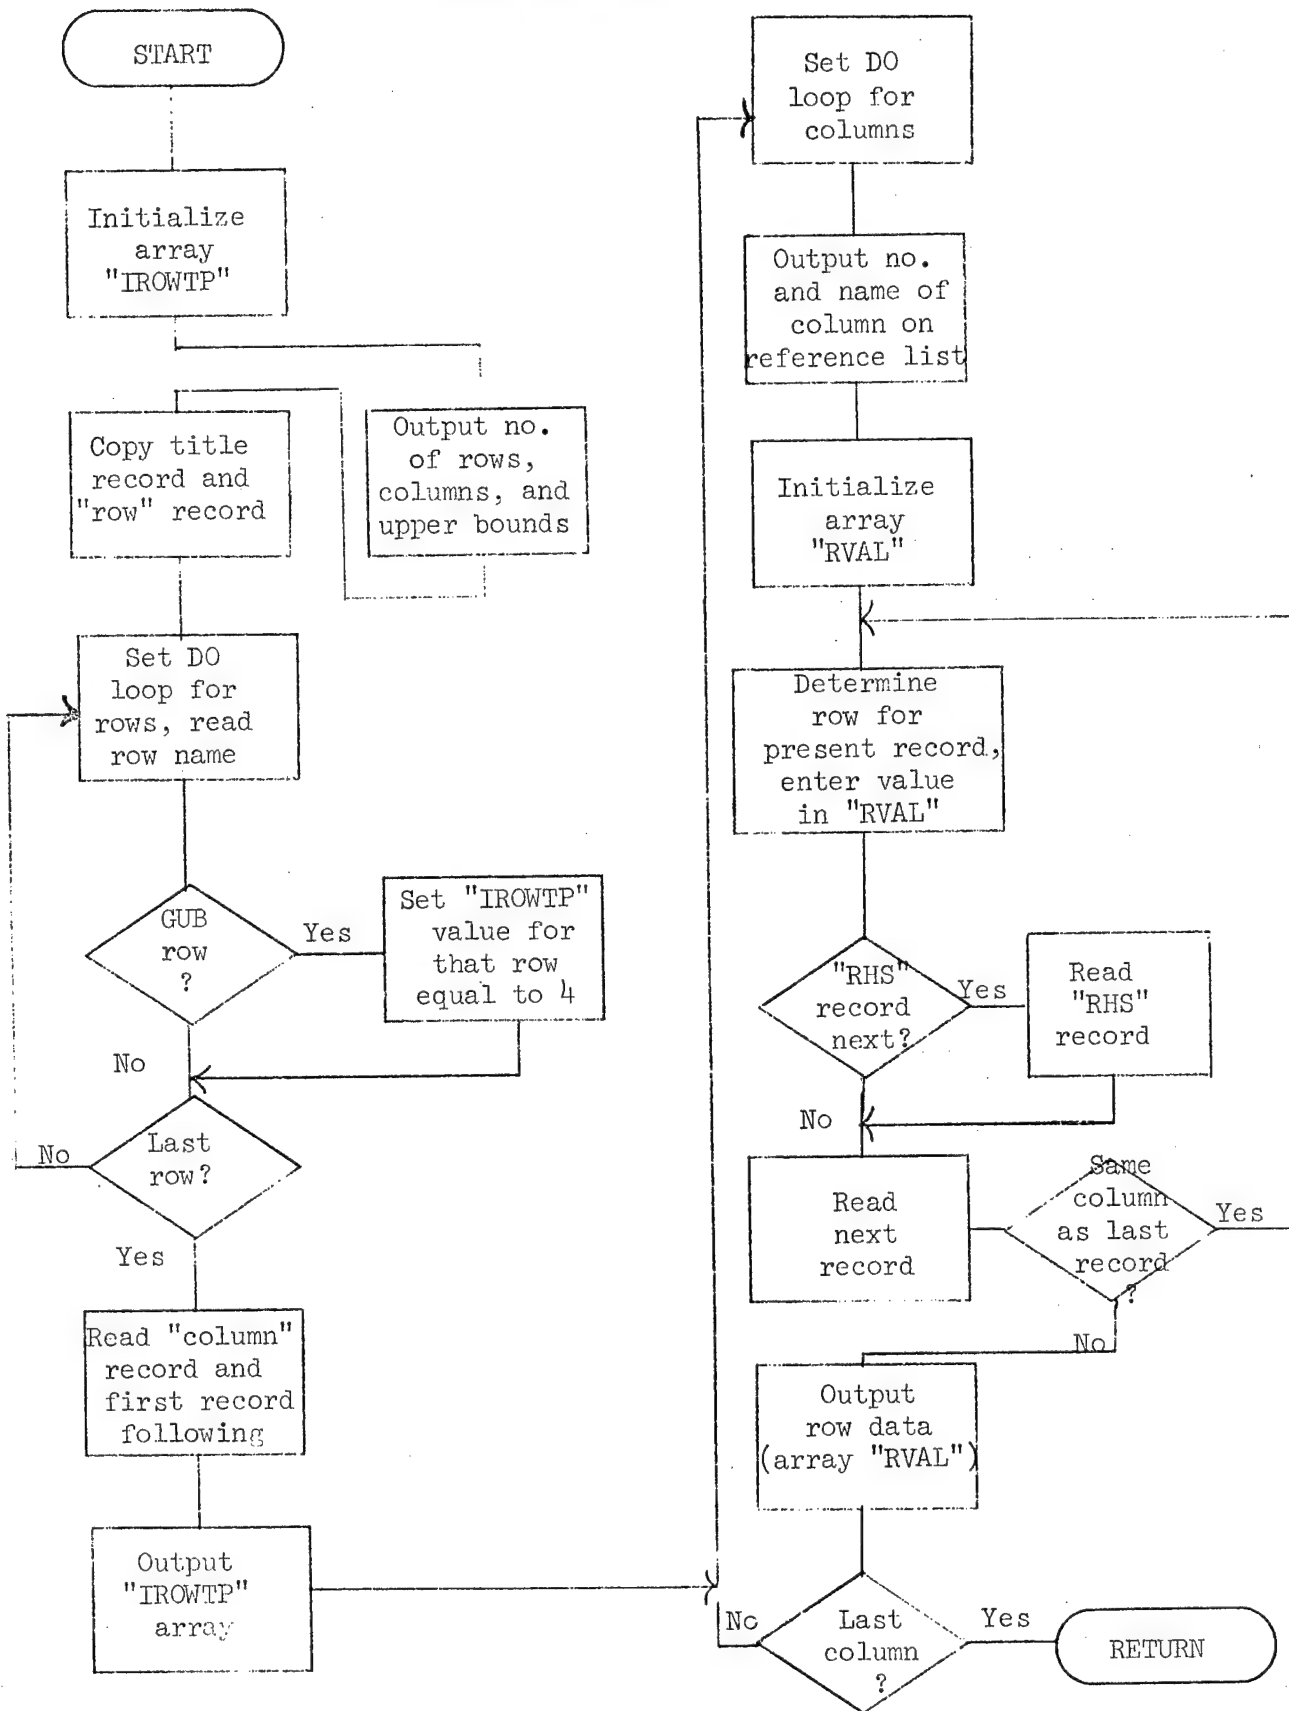 START
Initialize
array
"IROWTP"
Output no.
of rows,
columns, and
upper bounds
Copy title
record and
"row" record
Set DO
loop for
rows, read
row name
GUB
row
?
Yes
Set "IROWTP"
value for
that row
equal to 4
No
Last
row?
No
Yes
Read "column"
record and
first record
following
Output
"IROWTP"
array
Set DO
loop for
columns
Output no.
and name of
column on
reference list
Initialize
array
"RVAL"
Determine
row for
present record,
enter value
in "RVAL"
"RHS"
record
next?
Yes
Read
"RHS"
record
No
Read
next
record
Same
column
as last
record
?
Yes
No
Output
row data
(array "RVAL")
Last
column
?
No
Yes
RETURN